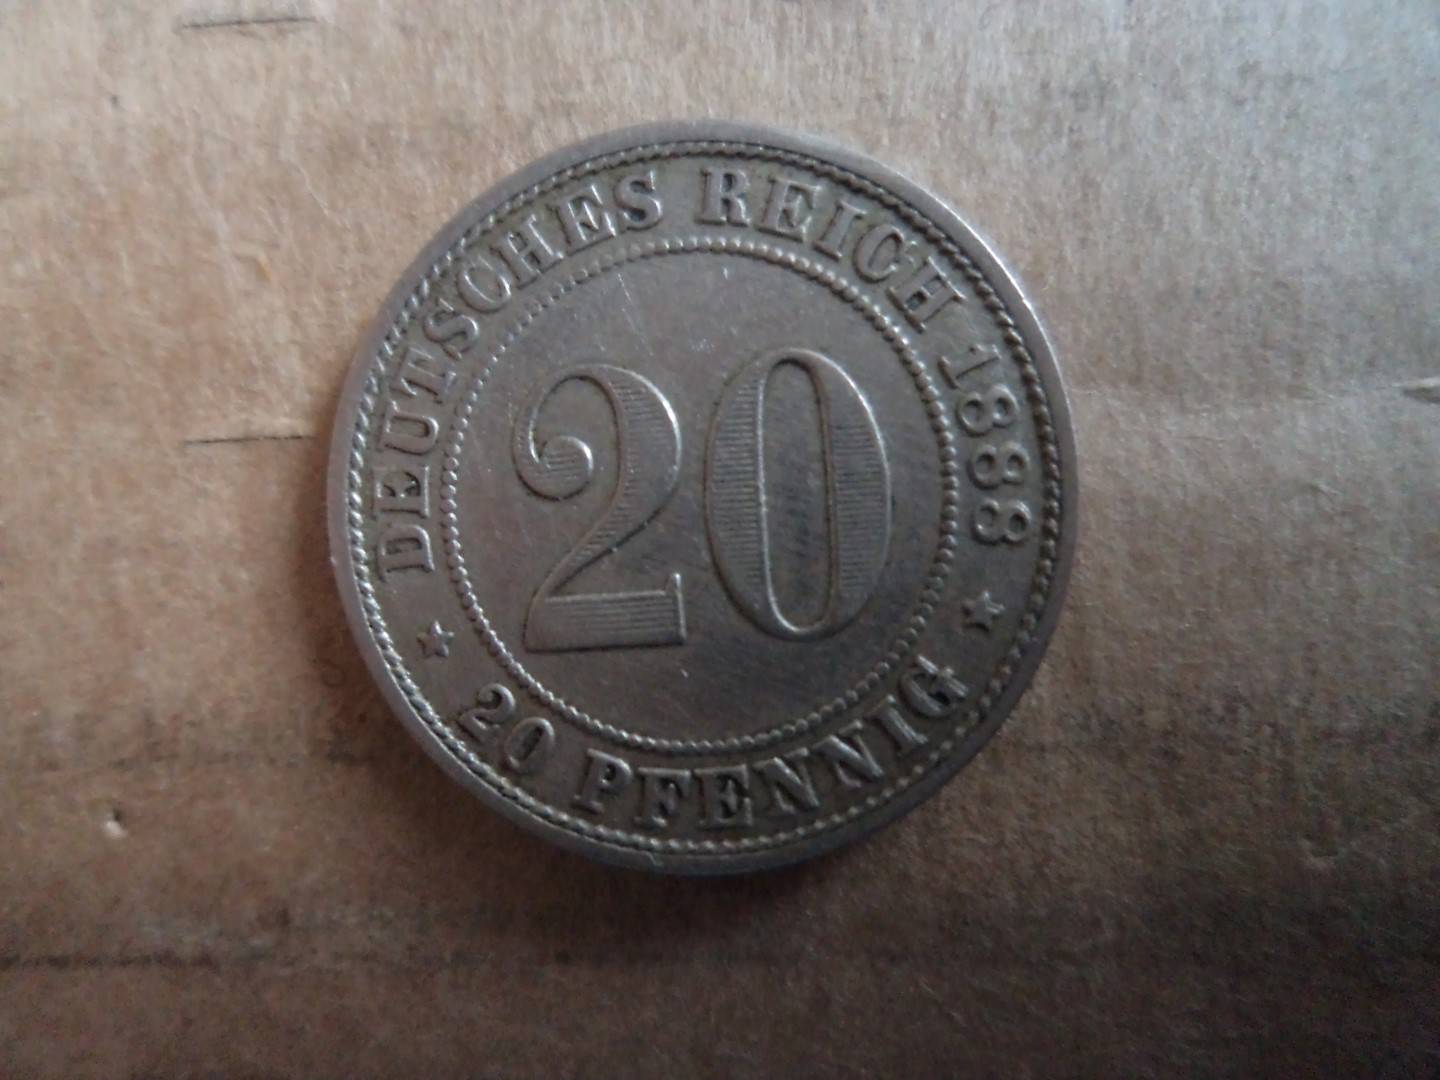 DEUTSCHES REICH 1888
20
20 PFENNIG